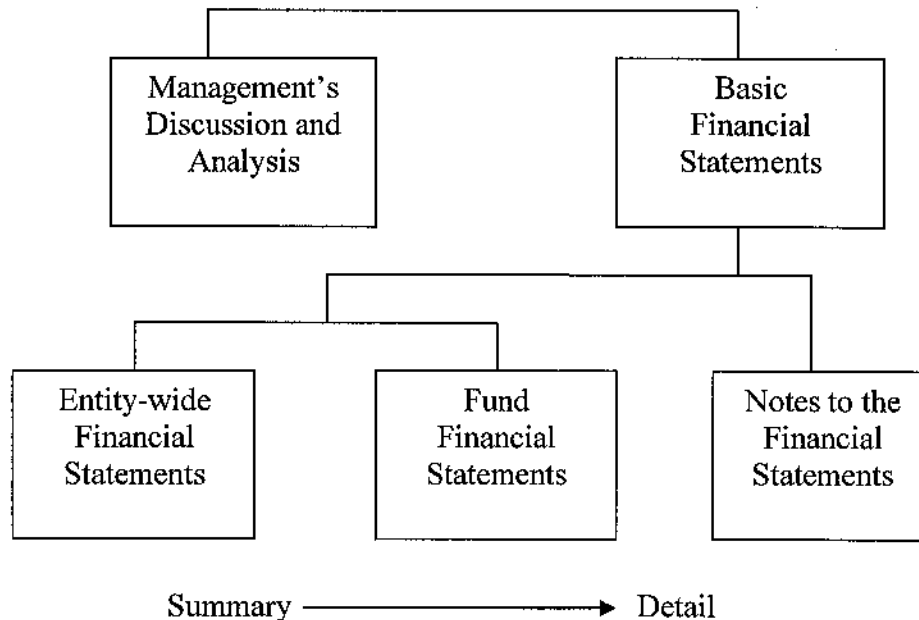 Management's
Discussion and
Analysis
Basic
Financial
Statements
Entity-wide
Financial
Statements
Fund
Financial
Statements
Notes to the
Financial
Statements
Summary
Detail